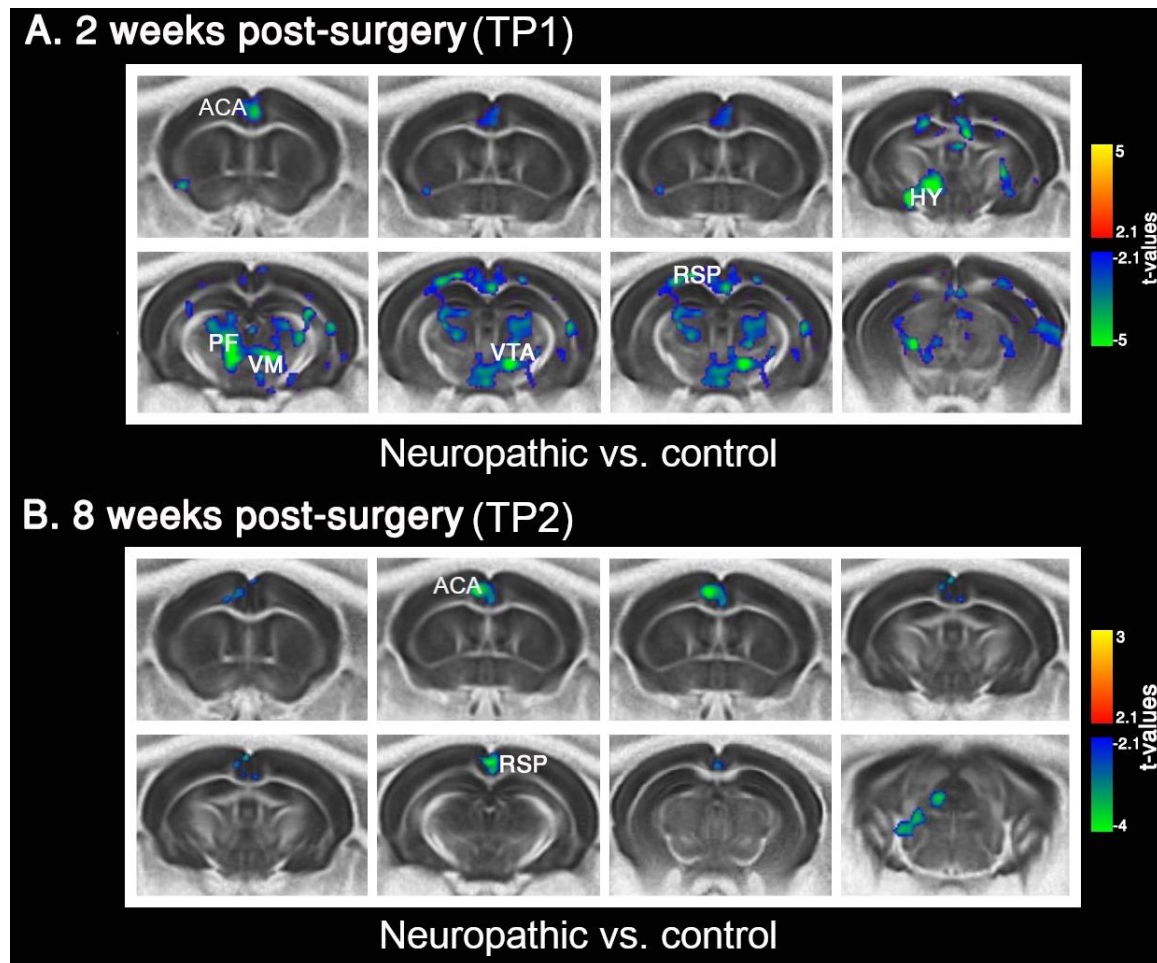 A. 2 weeks post-surgery (TP1)
ACA
HY
5
2.1
-2.1
-5
t-values
PF
VM
VTA
RSP
Neuropathic vs. control
B. 8 weeks post-surgery (TP2)
ACA
3
2.1
-2.1
-4
t-values
RSP
Neuropathic vs. control